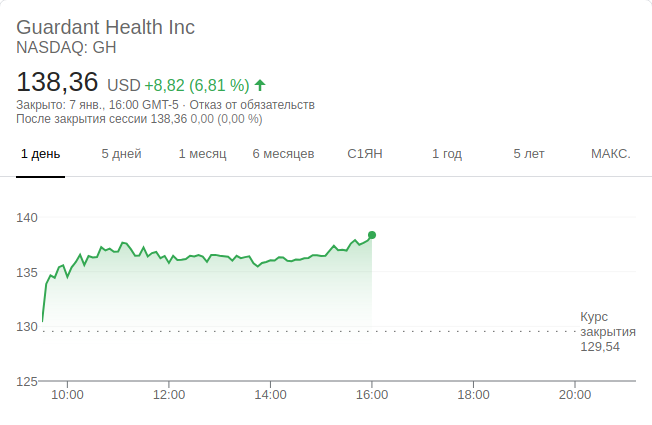 Guardant Health Inc
NASDAQ: GH
138,36 USD +8,82 (6,81 %)
Закрыто: 7 янв., 16:00 GMT-5 · Отказ от обязательств
После закрытия сессии 138,36 0,00 (0,00 %)
1 день 5 дней 1 месяц 6 месяцев С1ЯН 1 год 5 лет МАКС.
140
135
130
Курс
закрытия
129,54
125
10:00 12:00 14:00 16:00 18:00 20:00